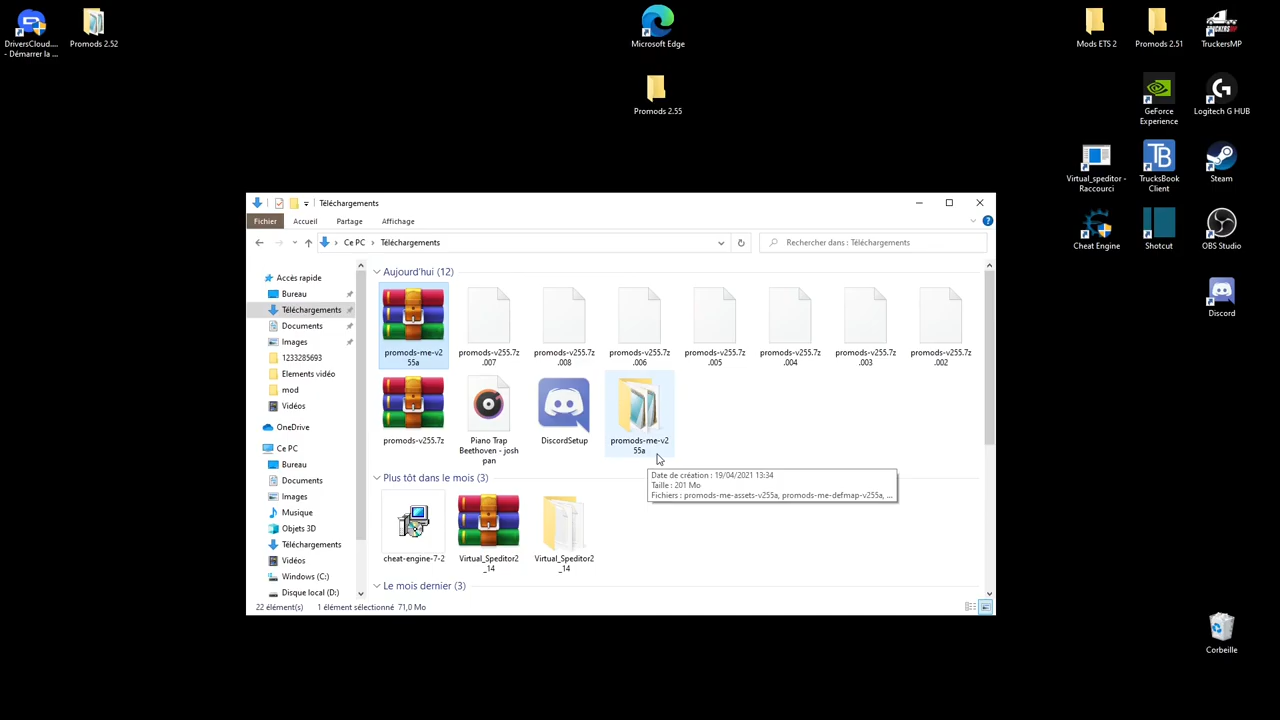 DriversCloud....
- Démarrer la ...
Promods 2.52
Microsoft Edge
Promods 2.55
Mods ETS 2
Promods 2.51
TruckersMP
GeForce
Experience
Logitech G HUB
Virtual_speditor -
Raccourci
TrucksBook
Client
Steam
Cheat Engine
Shotcut
OBS Studio
Discord
Corbeille
Téléchargements
Fichier
Accueil
Partage
Affichage
Ce PC
Téléchargements
Rechercher dans : Téléchargements
Accès rapide
Bureau
Téléchargements
Documents
Images
1233285693
Elements vidéo
mod
Vidéos
OneDrive
Ce PC
Bureau
Documents
Images
Musique
Objets 3D
Téléchargements
Vidéos
Windows (C:)
Disque local (D:)
Aujourd'hui (12)
promods-me-v2
55a
promods-v255.7z
.007
promods-v255.7z
.008
promods-v255.7z
.006
promods-v255.7z
.005
promods-v255.7z
.004
promods-v255.7z
.003
promods-v255.7z
.002
promods-v255.7z
Piano Trap
Beethoven - josh
pan
DiscordSetup
promods-me-v2
55a
Date de création : 19/04/2021 13:34
Taille : 201 Mo
Fichiers : promods-me-assets-v255a, promods-me-defmap-v255a, ...
Plus tôt dans le mois (3)
cheat-engine-7-2
Virtual_Speditor2
_14
Virtual_Speditor2
_14
Le mois dernier (3)
22 élément(s)
1 élément sélectionné 71,0 Mo